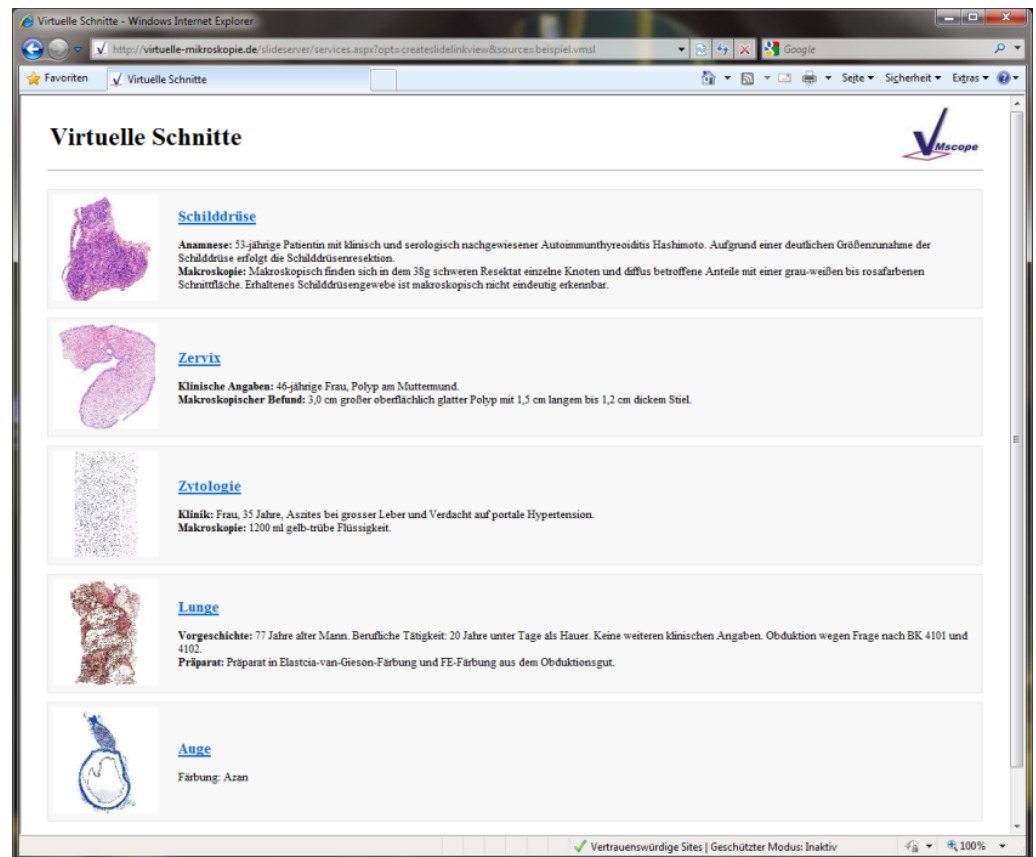 Virtuelle Schnitte - Windows Internet Explorer
http://virtuelle-mikroskopie.de/slideserver/services.aspx?opt=createslidelinkview&source=beispiel.vmsl
Google
Favoriten
Virtuelle Schnitte
Seite
Sicherheit
Extras
Virtuelle Schnitte
VMscope
Schilddrüse
Anamnese: 53-jährige Patientin mit klinisch und serologisch nachgewiesener Autoimmunthyreoiditis Hashimoto. Aufgrund einer deutlichen Größenzunahme der
Schilddrüse erfolgt die Schilddrüsenresektion.
Makroskopie: Makroskopisch finden sich in dem 38g schweren Resektat einzelne Knoten und diffus betroffene Anteile mit einer grau-weißen bis rosafarbenen
Schnittfläche. Erhaltenes Schilddrüsengewebe ist makroskopisch nicht eindeutig erkennbar.
Zervix
Klinische Angaben: 46-jährige Frau, Polyp am Muttermund.
Makroskopischer Befund: 3,0 cm großer oberflächlich glatter Polyp mit 1,5 cm langem bis 1,2 cm dickem Stiel.
Zytologie
Klinik: Frau, 35 Jahre, Aszites bei grosser Leber und Verdacht auf portale Hypertension.
Makroskopie: 1200 ml gelb-trübe Flüssigkeit.
Lunge
Vorgeschichte: 77 Jahre alter Mann. Berufliche Tätigkeit: 20 Jahre unter Tage als Hauer. Keine weiteren klinischen Angaben. Obduktion wegen Frage nach BK 4101 und
4102.
Präparat: Präparat in Elastcia-van-Gieson-Färbung und FE-Färbung aus dem Obduktionsgut.
Auge
Färbung: Azan
Vertrauenswürdige Sites | Geschützter Modus: Inaktiv
100%